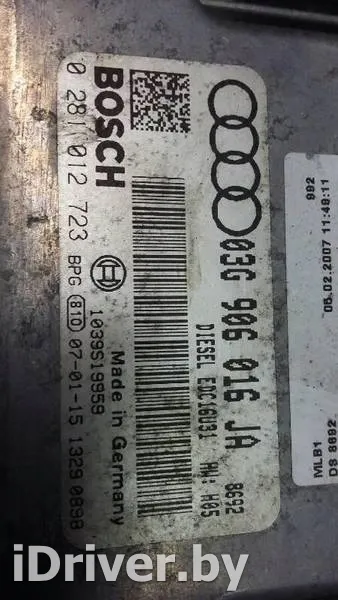 03G 906 016 JA 8692
DIESEL EDC16U31 HW: H05
BOSCH
0 281 012 723
1039S19959
Made in Germany
BPG 810 07-01-15 1329 0898
992 05.02.2007 11:49:11
MLB1 DS 8692
iDriver.by